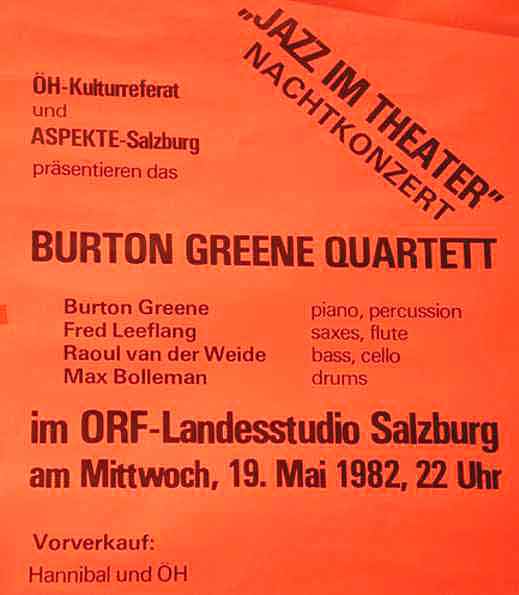 „JAZZ IM THEATER”
NACHTKONZERT
ÖH-Kulturreferat
und
ASPEKTE-Salzburg
präsentieren das
BURTON GREENE QUARTETT
Burton Greene piano, percussion
Fred Leeflang saxes, flute
Raoul van der Weide bass, cello
Max Bolleman drums
im ORF-Landesstudio Salzburg
am Mittwoch, 19. Mai 1982, 22 Uhr
Vorverkauf:
Hannibal und ÖH